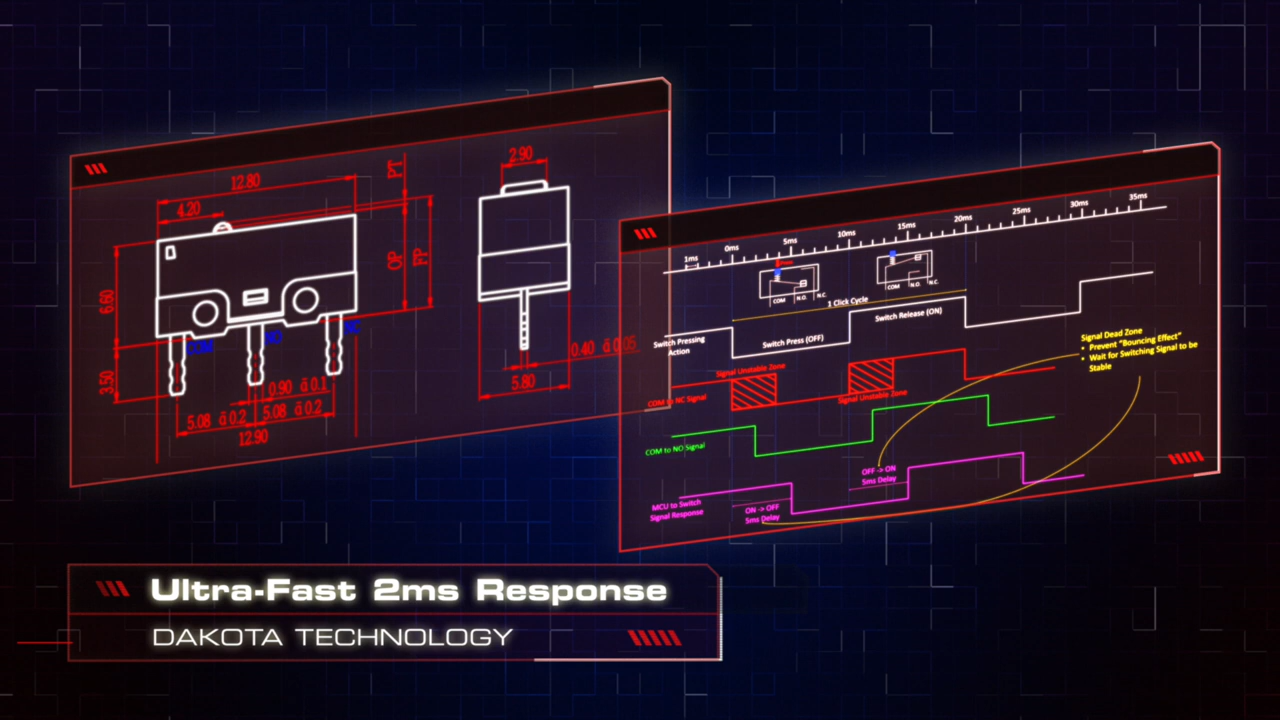 12.80
PT
4.20
2.90
6.60
OP
FP
COM
NO
NC
3.50
0.40 ã0.05
5.80
0.90 ã0.1
5.08 ã0.2
5.08 ã0.2
12.90
1ms
0ms
5ms
10ms
15ms
20ms
25ms
30ms
35ms
COM
N.O.
N.C.
COM
N.O.
N.C.
1 Click Cycle
Switch Pressing
Action
Switch Press (OFF)
Switch Release (ON)
Signal Dead Zone
• Prevent "Bouncing Effect"
• Wait for Switching Signal to be
Stable
Signal Unstable Zone
COM to NC Signal
Signal Unstable Zone
COM to NO Signal
OFF -> ON
5ms Delay
MCU to Switch
Signal Response
ON -> OFF
5ms Delay
Ultra-Fast 2ms Response
DAKOTA TECHNOLOGY